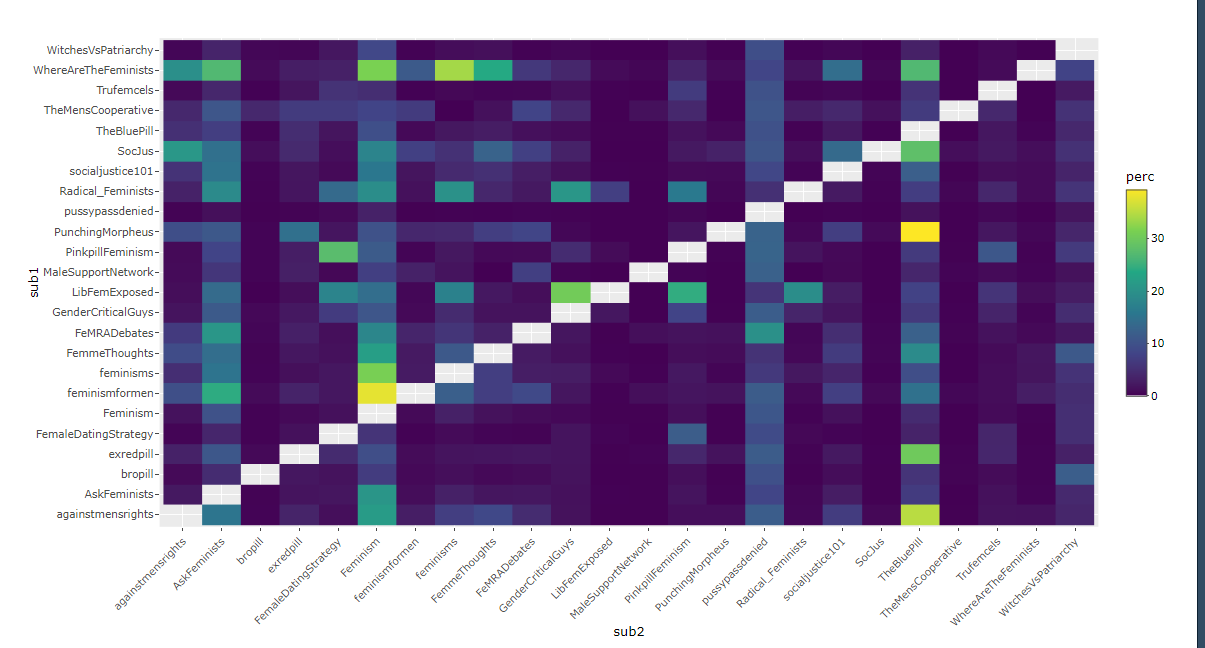 WitchesVsPatriarchy
WhereAreTheFeminists
Trufemcels
TheMensCooperative
TheBluePill
SocJus
socialjustice101
Radical_Feminists
pussypassdenied
PunchingMorpheus
PinkpillFeminism
MaleSupportNetwork
LibFemExposed
GenderCriticalGuys
FeMRADebates
FemmeThoughts
feminisms
feminismformen
Feminism
FemaleDatingStrategy
exredpill
bropill
AskFeminists
againstmensrights
sub1
againstmensrights
AskFeminists
bropill
exredpill
FemaleDatingStrategy
Feminism
feminismformen
feminisms
FemmeThoughts
FeMRADebates
GenderCriticalGuys
LibFemExposed
MaleSupportNetwork
PinkpillFeminism
PunchingMorpheus
pussypassdenied
Radical_Feminists
socialjustice101
SocJus
TheBluePill
TheMensCooperative
Trufemcels
WhereAreTheFeminists
WitchesVsPatriarchy
sub2
perc
30
20
10
0